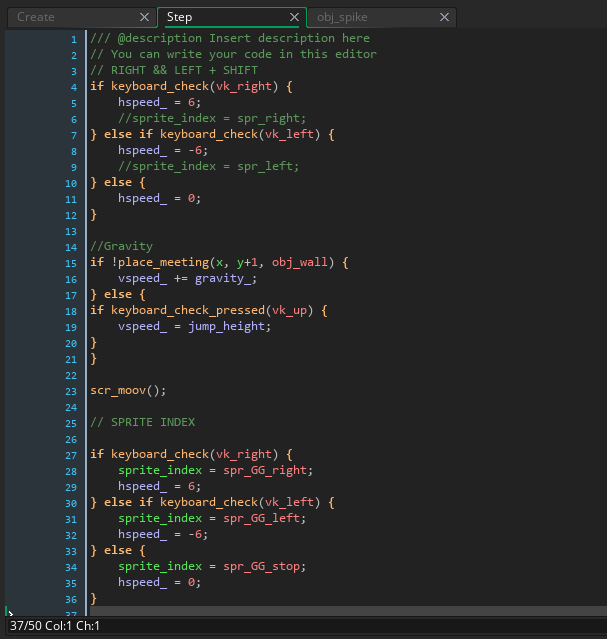 Create
Step
obj_spike
1 /// @description Insert description here
2 // You can write your code in this editor
3 // RIGHT && LEFT + SHIFT
4 if keyboard_check(vk_right) {
5 hspeed_ = 6;
6 //sprite_index = spr_right;
7 } else if keyboard_check(vk_left) {
8 hspeed_ = -6;
9 //sprite_index = spr_left;
10 } else {
11 hspeed_ = 0;
12 }
13
14 //Gravity
15 if !place_meeting(x, y+1, obj_wall) {
16 vspeed_ += gravity_;
17 } else {
18 if keyboard_check_pressed(vk_up) {
19 vspeed_ = jump_height;
20 }
21 }
22
23 scr_moov();
24
25 // SPRITE INDEX
26
27 if keyboard_check(vk_right) {
28 sprite_index = spr_GG_right;
29 hspeed_ = 6;
30 } else if keyboard_check(vk_left) {
31 sprite_index = spr_GG_left;
32 hspeed_ = -6;
33 } else {
34 sprite_index = spr_GG_stop;
35 hspeed_ = 0;
36 }
37
37/50 Col:1 Ch:1